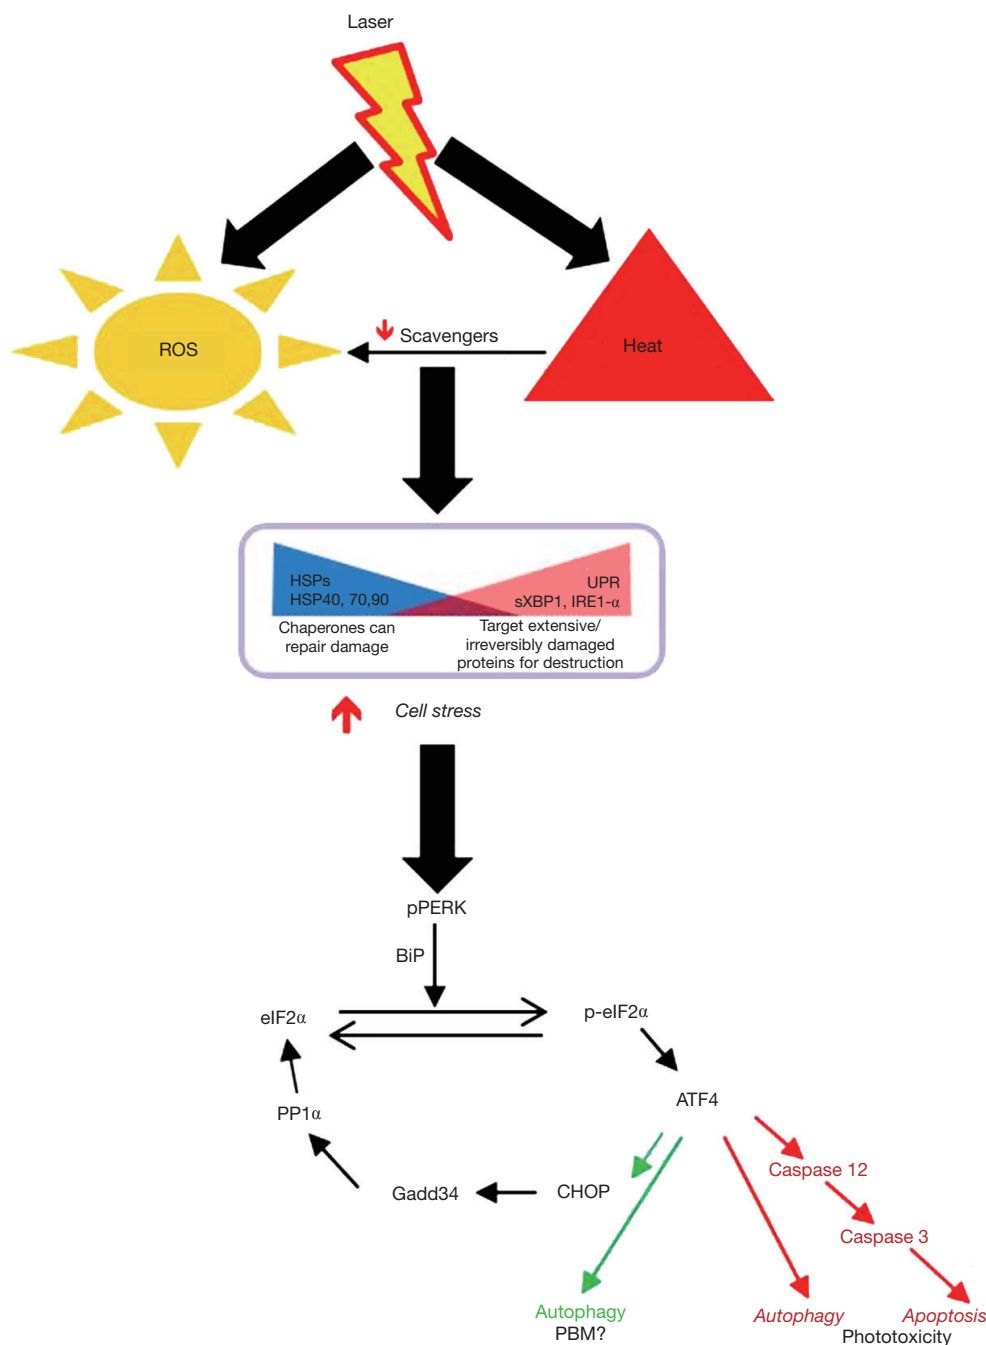 Laser
ROS
Scavengers
Heat
HSPs
HSP40, 70,90
UPR
sXBP1, IRE1-α
Chaperones can
repair damage
Target extensive/
irreversibly damaged
proteins for destruction
Cell stress
pPERK
BiP
eIF2α
p-eIF2α
ATF4
PP1α
Caspase 12
Gadd34
CHOP
Caspase 3
Autophagy
PBM?
Autophagy
Apoptosis
Phototoxicity